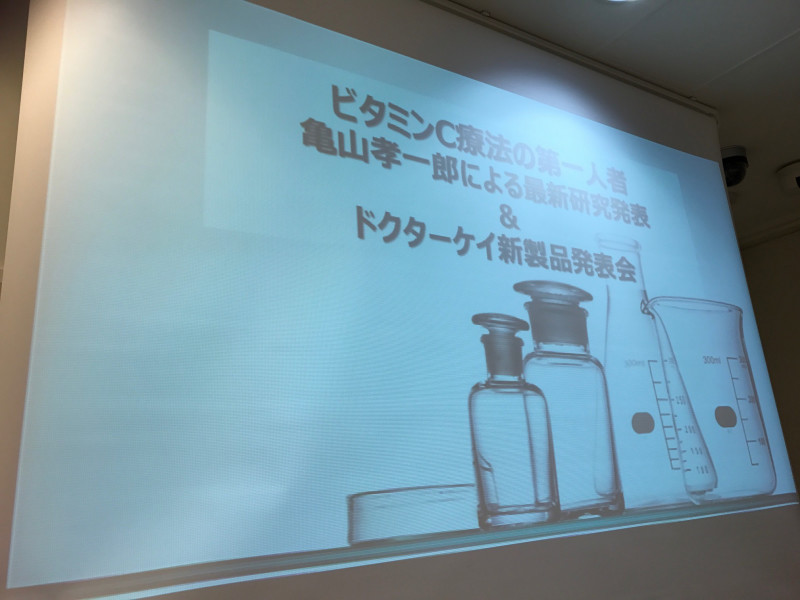 ビタミンC療法の第一人者
亀山孝一郎による最新研究発表
&
ドクターケイ新製品発表会
300ml